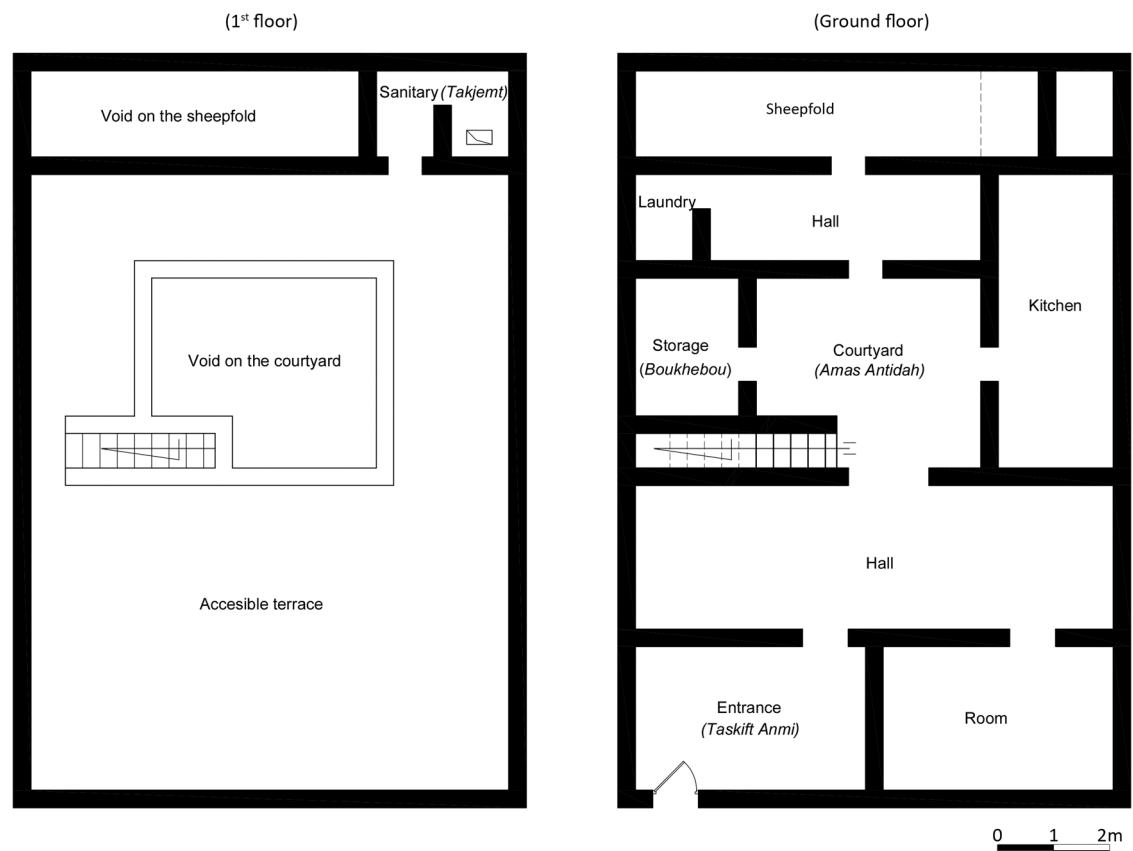 (1st floor)
(Ground floor)
Void on the sheepfold
Sanitary (Takjemt)
Void on the courtyard
Accesible terrace
Sheepfold
Laundry
Hall
Kitchen
Storage
(Boukhebou)
Courtyard
(Amas Antidah)
Hall
Entrance
(Taskift Anmi)
Room
0 1 2m